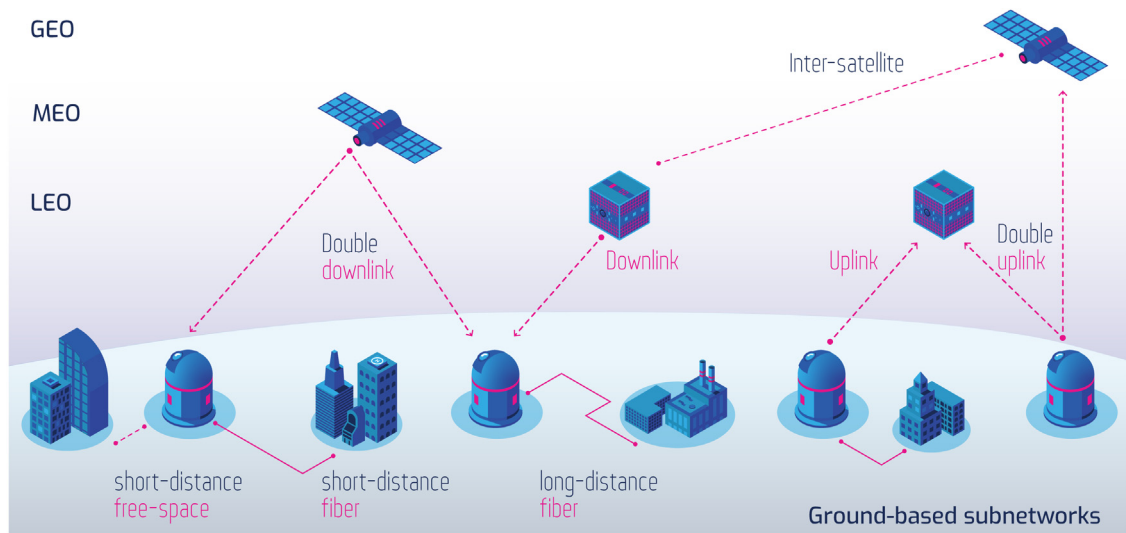 GEO
Inter-satellite
MEO
LEO
Double
downlink
Downlink
Uplink
Double
uplink
short-distance
free-space
short-distance
fiber
long-distance
fiber
Ground-based subnetworks